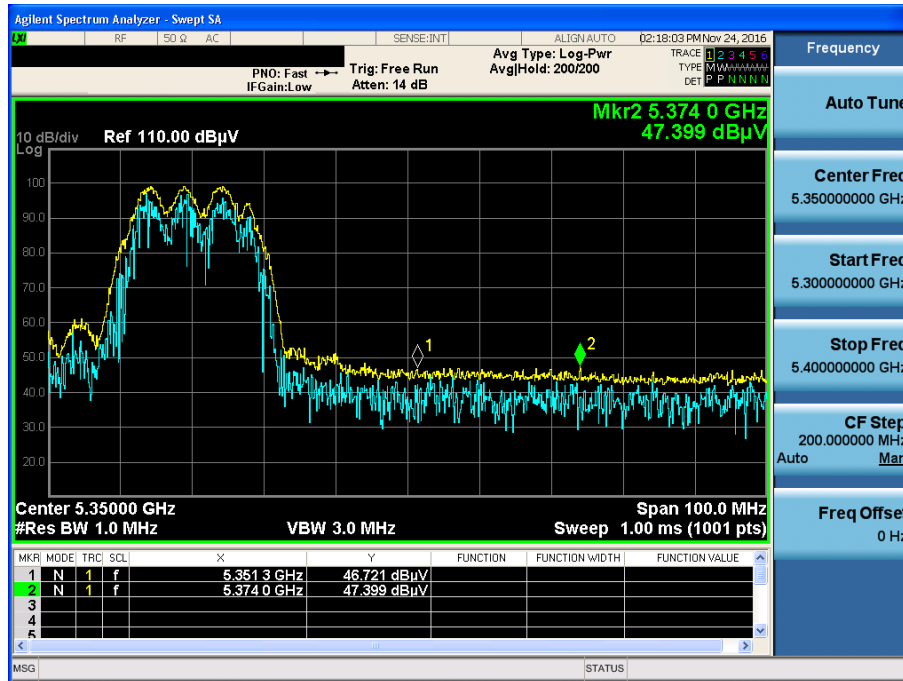 Agilent Spectrum Analyzer - Swept SA
LXI RF 50 Ω AC SENSE:INT ALIGN AUTO 02:18:03 PM Nov 24, 2016
PNO: Fast
IFGain:Low
Trig: Free Run
Atten: 14 dB
Avg Type: Log-Pwr
Avg|Hold: 200/200
TRACE 1 2 3 4 5 6
TYPE M W W W W W
DET P P N N N N
Mkr2 5.374 0 GHz
47.399 dBµV
10 dB/div Ref 110.00 dBµV
Log
100
90.0
80.0
70.0
60.0
50.0
40.0
30.0
20.0
1
2
Center 5.35000 GHz Span 100.0 MHz
#Res BW 1.0 MHz VBW 3.0 MHz Sweep 1.00 ms (1001 pts)
MKR MODE TRC SCL X Y FUNCTION FUNCTION WIDTH FUNCTION VALUE
1 N 1 f 5.351 3 GHz 46.721 dBµV
2 N 1 f 5.374 0 GHz 47.399 dBµV
3
4
5
MSG STATUS
Frequency
Auto Tune
Center Freq
5.350000000 GHz
Start Freq
5.300000000 GHz
Stop Freq
5.400000000 GHz
CF Step
200.000000 MHz
Auto Man
Freq Offset
0 Hz